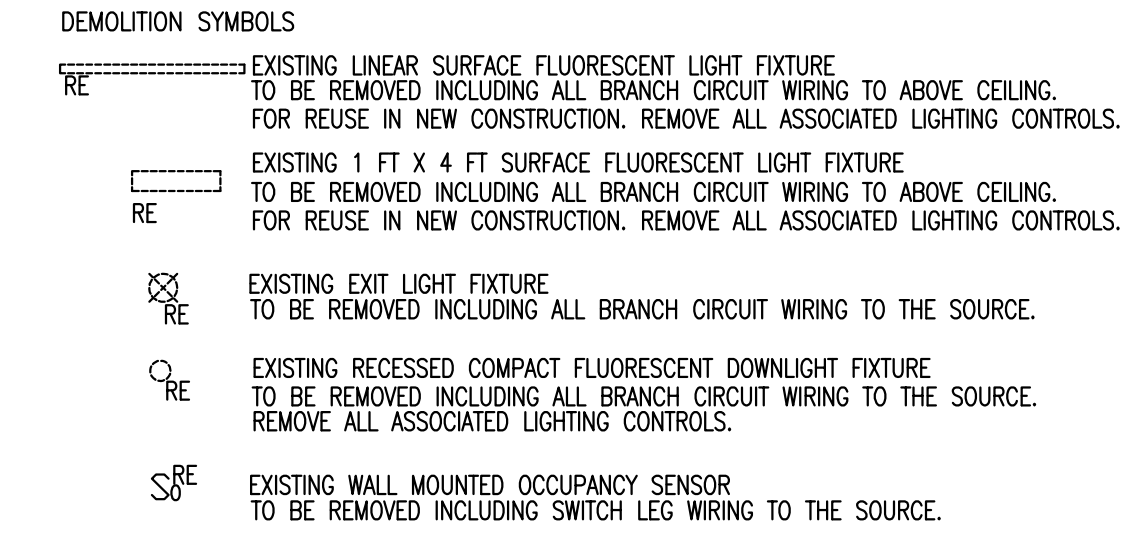 DEMOLITION SYMBOLS
EXISTING LINEAR SURFACE FLUORESCENT LIGHT FIXTURE
RE
TO BE REMOVED INCLUDING ALL BRANCH CIRCUIT WIRING TO ABOVE CEILING.
FOR REUSE IN NEW CONSTRUCTION. REMOVE ALL ASSOCIATED LIGHTING CONTROLS.
EXISTING 1 FT X 4 FT SURFACE FLUORESCENT LIGHT FIXTURE
TO BE REMOVED INCLUDING ALL BRANCH CIRCUIT WIRING TO ABOVE CEILING.
RE
FOR REUSE IN NEW CONSTRUCTION. REMOVE ALL ASSOCIATED LIGHTING CONTROLS.
EXISTING EXIT LIGHT FIXTURE
RE
TO BE REMOVED INCLUDING ALL BRANCH CIRCUIT WIRING TO THE SOURCE.
EXISTING RECESSED COMPACT FLUORESCENT DOWNLIGHT FIXTURE
RE
TO BE REMOVED INCLUDING ALL BRANCH CIRCUIT WIRING TO THE SOURCE.
REMOVE ALL ASSOCIATED LIGHTING CONTROLS.
SO RE
EXISTING WALL MOUNTED OCCUPANCY SENSOR
TO BE REMOVED INCLUDING SWITCH LEG WIRING TO THE SOURCE.